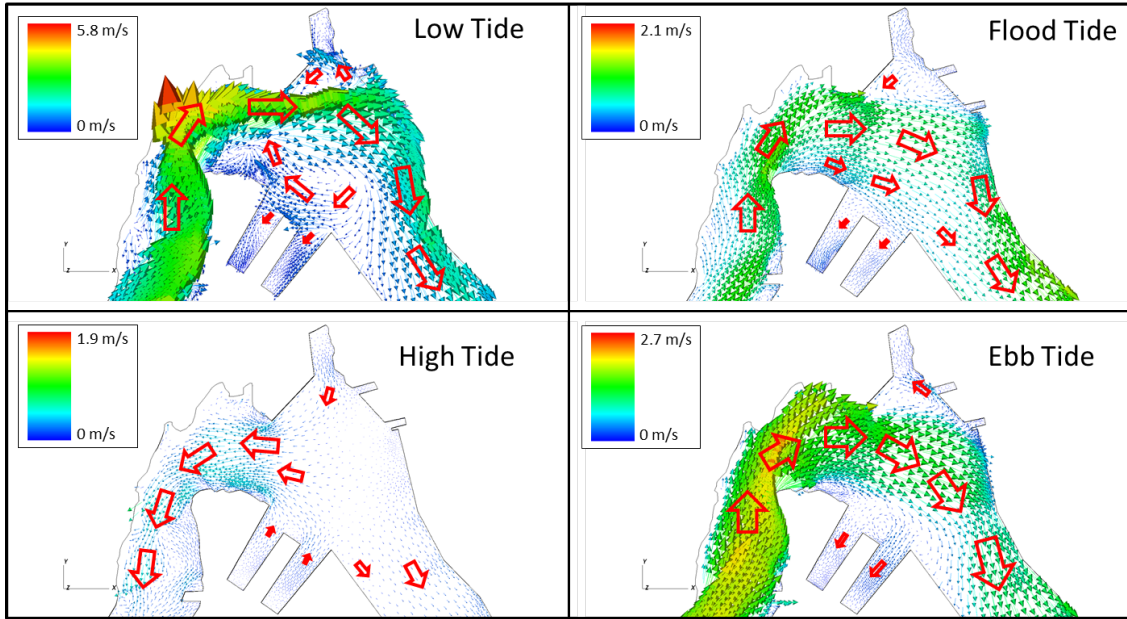 5.8 m/s
0 m/s
Low Tide
Y
Z
X
2.1 m/s
0 m/s
Flood Tide
Y
Z
X
1.9 m/s
0 m/s
High Tide
Y
Z
X
2.7 m/s
0 m/s
Ebb Tide
Y
Z
X